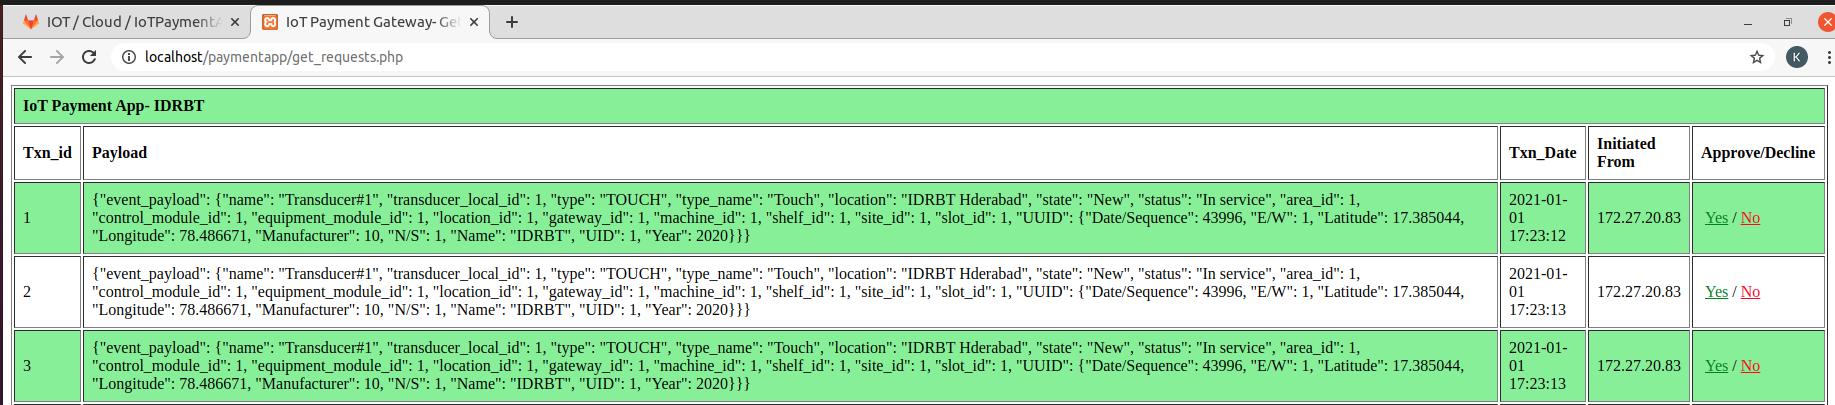 IOT / Cloud / IoTPaymentA
IoT Payment Gateway- Ge
localhost/paymentapp/get_requests.php
K
IoT Payment App- IDRBT
Txn_id Payload Txn_Date Initiated From Approve/Decline
1
{"event_payload": {"name": "Transducer#1", "transducer_local_id": 1, "type": "TOUCH", "type_name": "Touch", "location": "IDRBT Hderabad", "state": "New", "status": "In service", "area_id": 1,
"control_module_id": 1, "equipment_module_id": 1, "location_id": 1, "gateway_id": 1, "machine_id": 1, "shelf_id": 1, "site_id": 1, "slot_id": 1, "UUID": {"Date/Sequence": 43996, "E/W": 1, "Latitude": 17.385044,
"Longitude": 78.486671, "Manufacturer": 10, "N/S": 1, "Name": "IDRBT", "UID": 1, "Year": 2020}}}
2021-01-
01
17:23:12
172.27.20.83
Yes / No
2
{"event_payload": {"name": "Transducer#1", "transducer_local_id": 1, "type": "TOUCH", "type_name": "Touch", "location": "IDRBT Hderabad", "state": "New", "status": "In service", "area_id": 1,
"control_module_id": 1, "equipment_module_id": 1, "location_id": 1, "gateway_id": 1, "machine_id": 1, "shelf_id": 1, "site_id": 1, "slot_id": 1, "UUID": {"Date/Sequence": 43996, "E/W": 1, "Latitude": 17.385044,
"Longitude": 78.486671, "Manufacturer": 10, "N/S": 1, "Name": "IDRBT", "UID": 1, "Year": 2020}}}
2021-01-
01
17:23:13
172.27.20.83
Yes / No
3
{"event_payload": {"name": "Transducer#1", "transducer_local_id": 1, "type": "TOUCH", "type_name": "Touch", "location": "IDRBT Hderabad", "state": "New", "status": "In service", "area_id": 1,
"control_module_id": 1, "equipment_module_id": 1, "location_id": 1, "gateway_id": 1, "machine_id": 1, "shelf_id": 1, "site_id": 1, "slot_id": 1, "UUID": {"Date/Sequence": 43996, "E/W": 1, "Latitude": 17.385044,
"Longitude": 78.486671, "Manufacturer": 10, "N/S": 1, "Name": "IDRBT", "UID": 1, "Year": 2020}}}
2021-01-
01
17:23:13
172.27.20.83
Yes / No